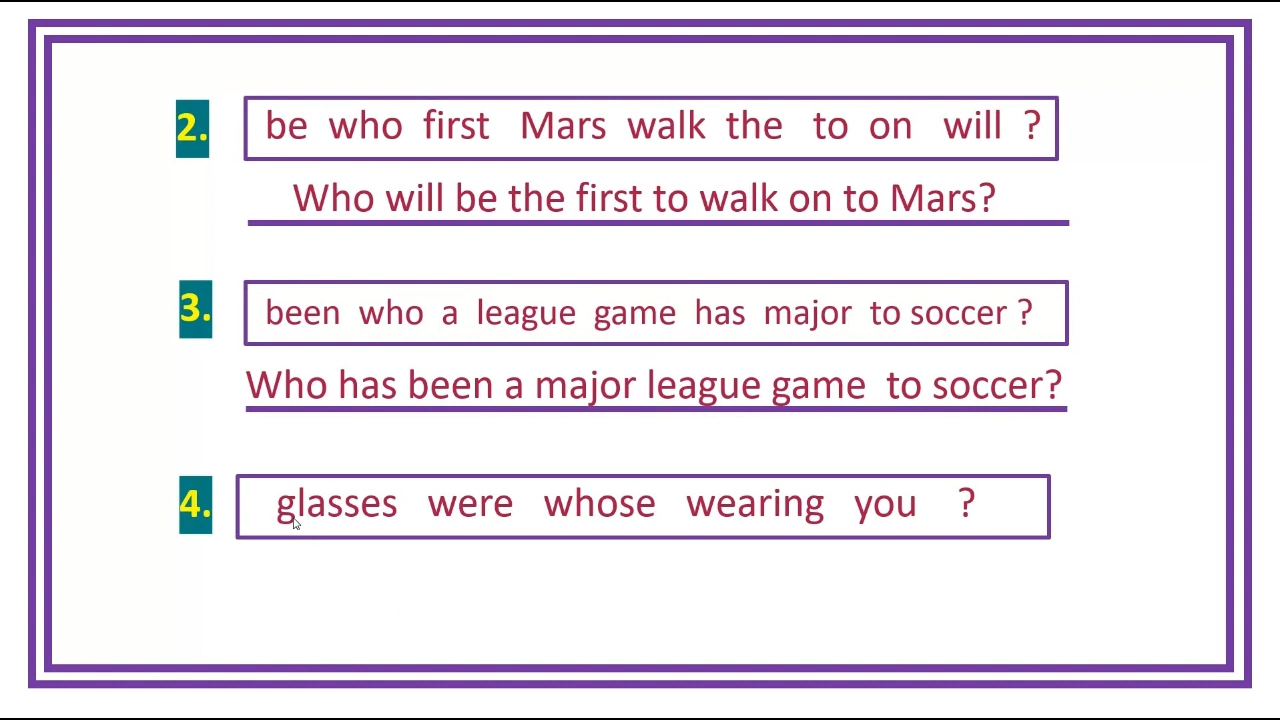 2. be who first Mars walk the to on will ?
Who will be the first to walk on to Mars?
3. been who a league game has major to soccer ?
Who has been a major league game to soccer?
4. glasses were whose wearing you ?